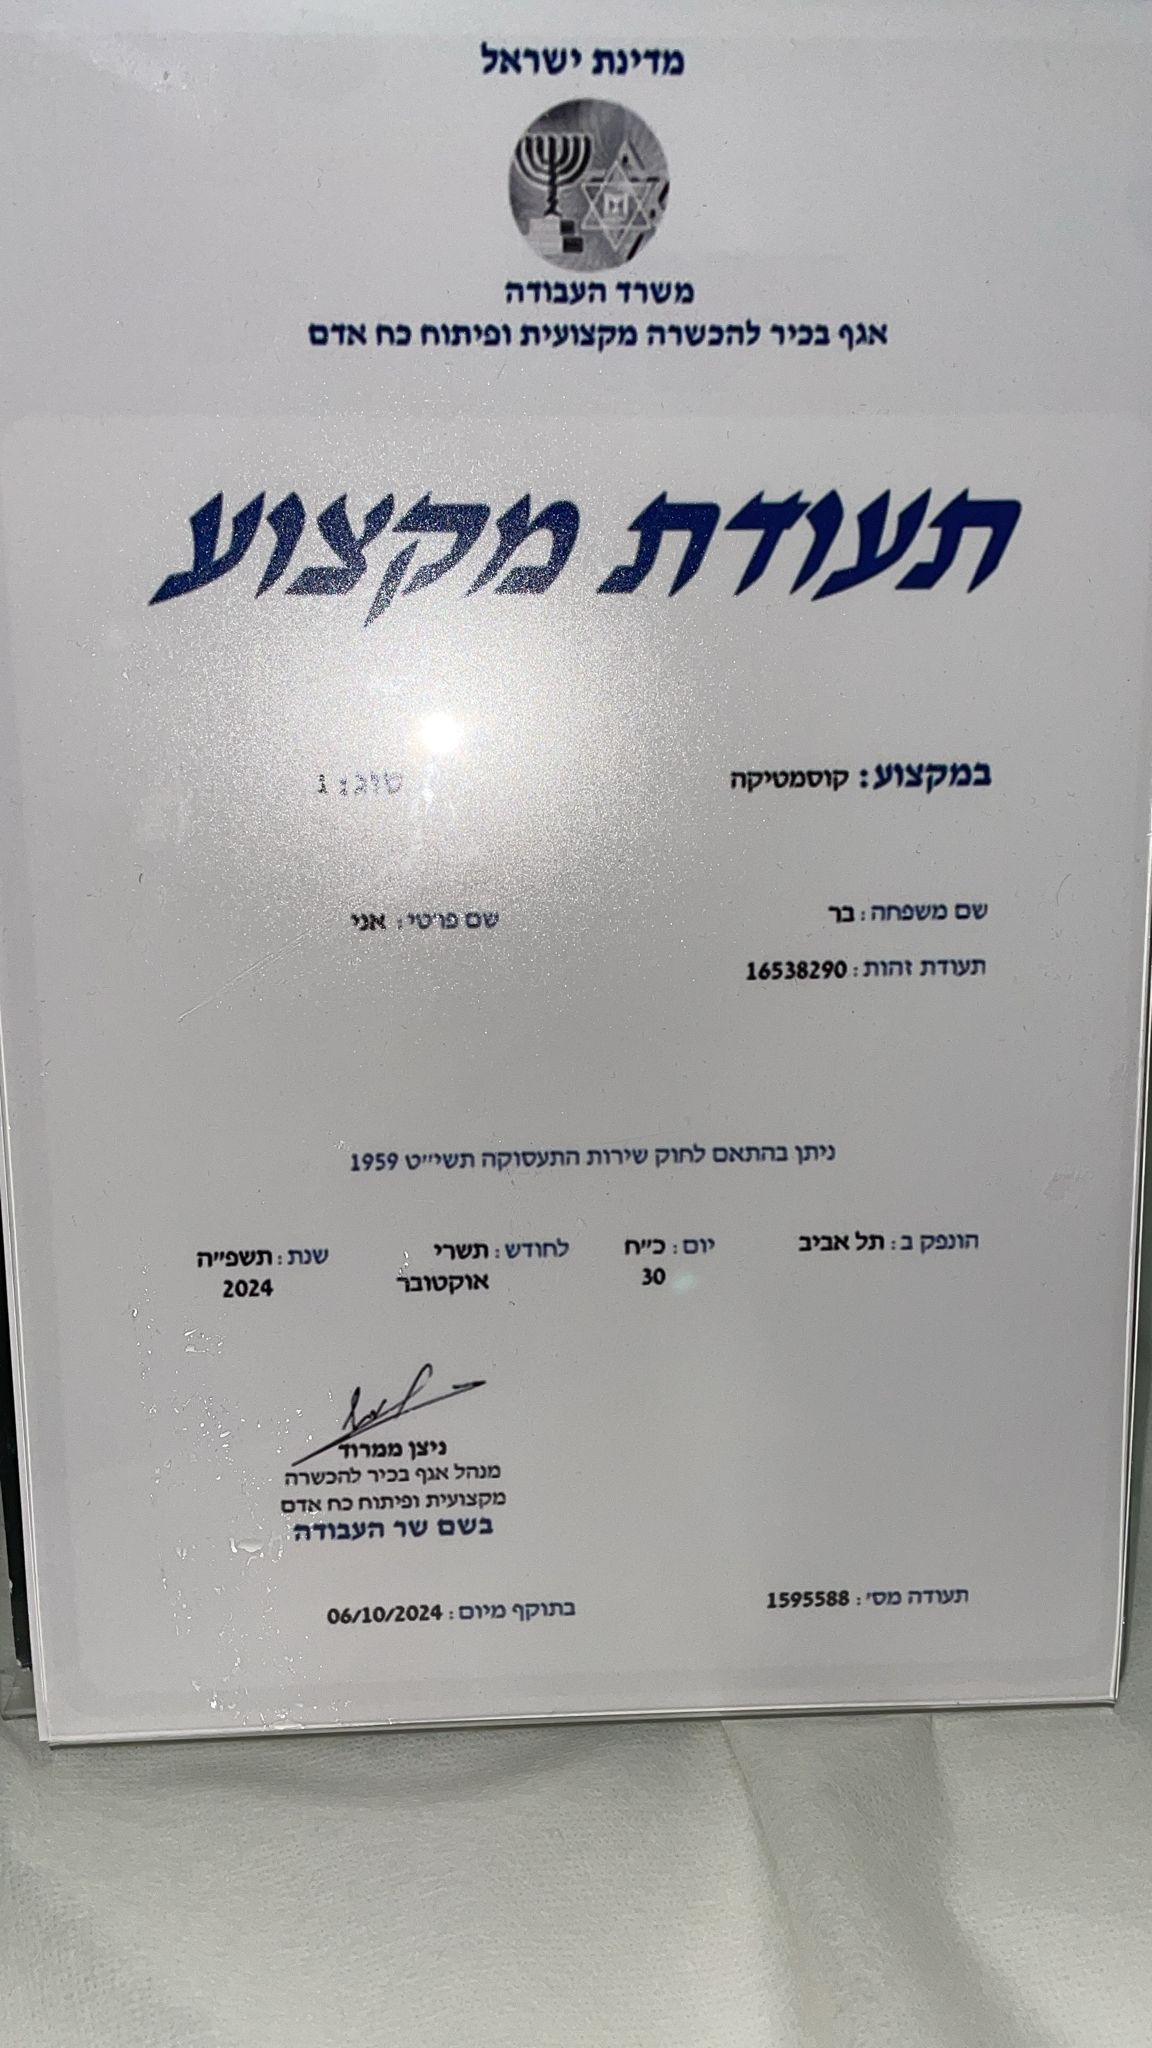 מדינת ישראל
משרד העבודה
אגף בכיר להכשרה מקצועית ופיתוח כח אדם
תעודת מקצוע
במקצוע: קוסמטיקה סוג: 1
שם משפחה: בר שם פרטי: אני
תעודת זהות: 16538290
ניתן בהתאם לחוק שירות התעסוקה תשי״ט 1959
הונפק ב: תל אביב יום: כ״ח לחודש: תשרי שנת: תשפ״ה
30 אוקטובר 2024
ניצן ממרוד
מנהל אגף בכיר להכשרה
מקצועית ופיתוח כח אדם
בשם שר העבודה
תעודה מס׳: 1595588 בתוקף מיום: 06/10/2024